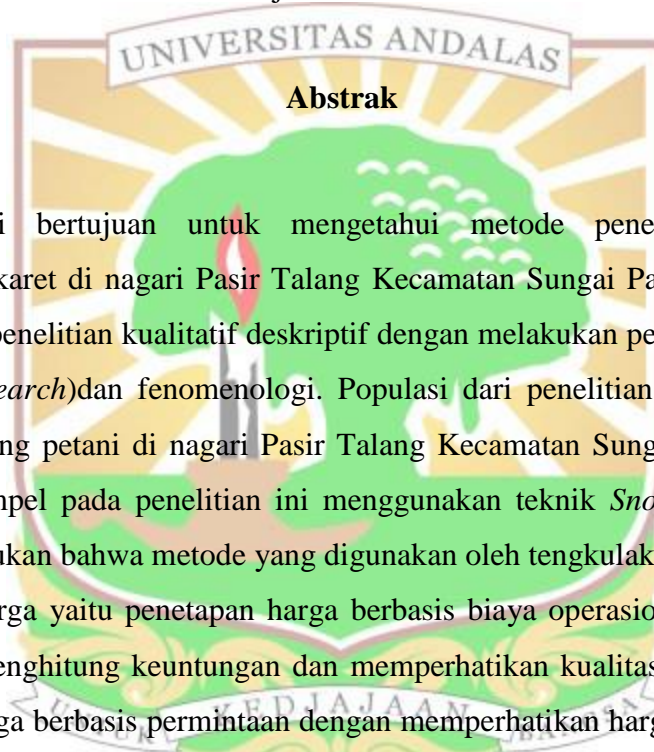 UNIVERSITAS ANDALAS
Abstrak
i bertujuan untuk mengetahui metode pene
karet di nagari Pasir Talang Kecamatan Sungai Pa
penelitian kualitatif deskriptif dengan melakukan pe
earch)dan fenomenologi. Populasi dari penelitian
ng petani di nagari Pasir Talang Kecamatan Sung
mpel pada penelitian ini menggunakan teknik Sno
ukan bahwa metode yang digunakan oleh tengkulak
rga yaitu penetapan harga berbasis biaya operasio
enghitung keuntungan dan memperhatikan kualitas
ga berbasis permintaan dengan memperhatikan harg
UNTUK KEDJAJAAN BANGSA